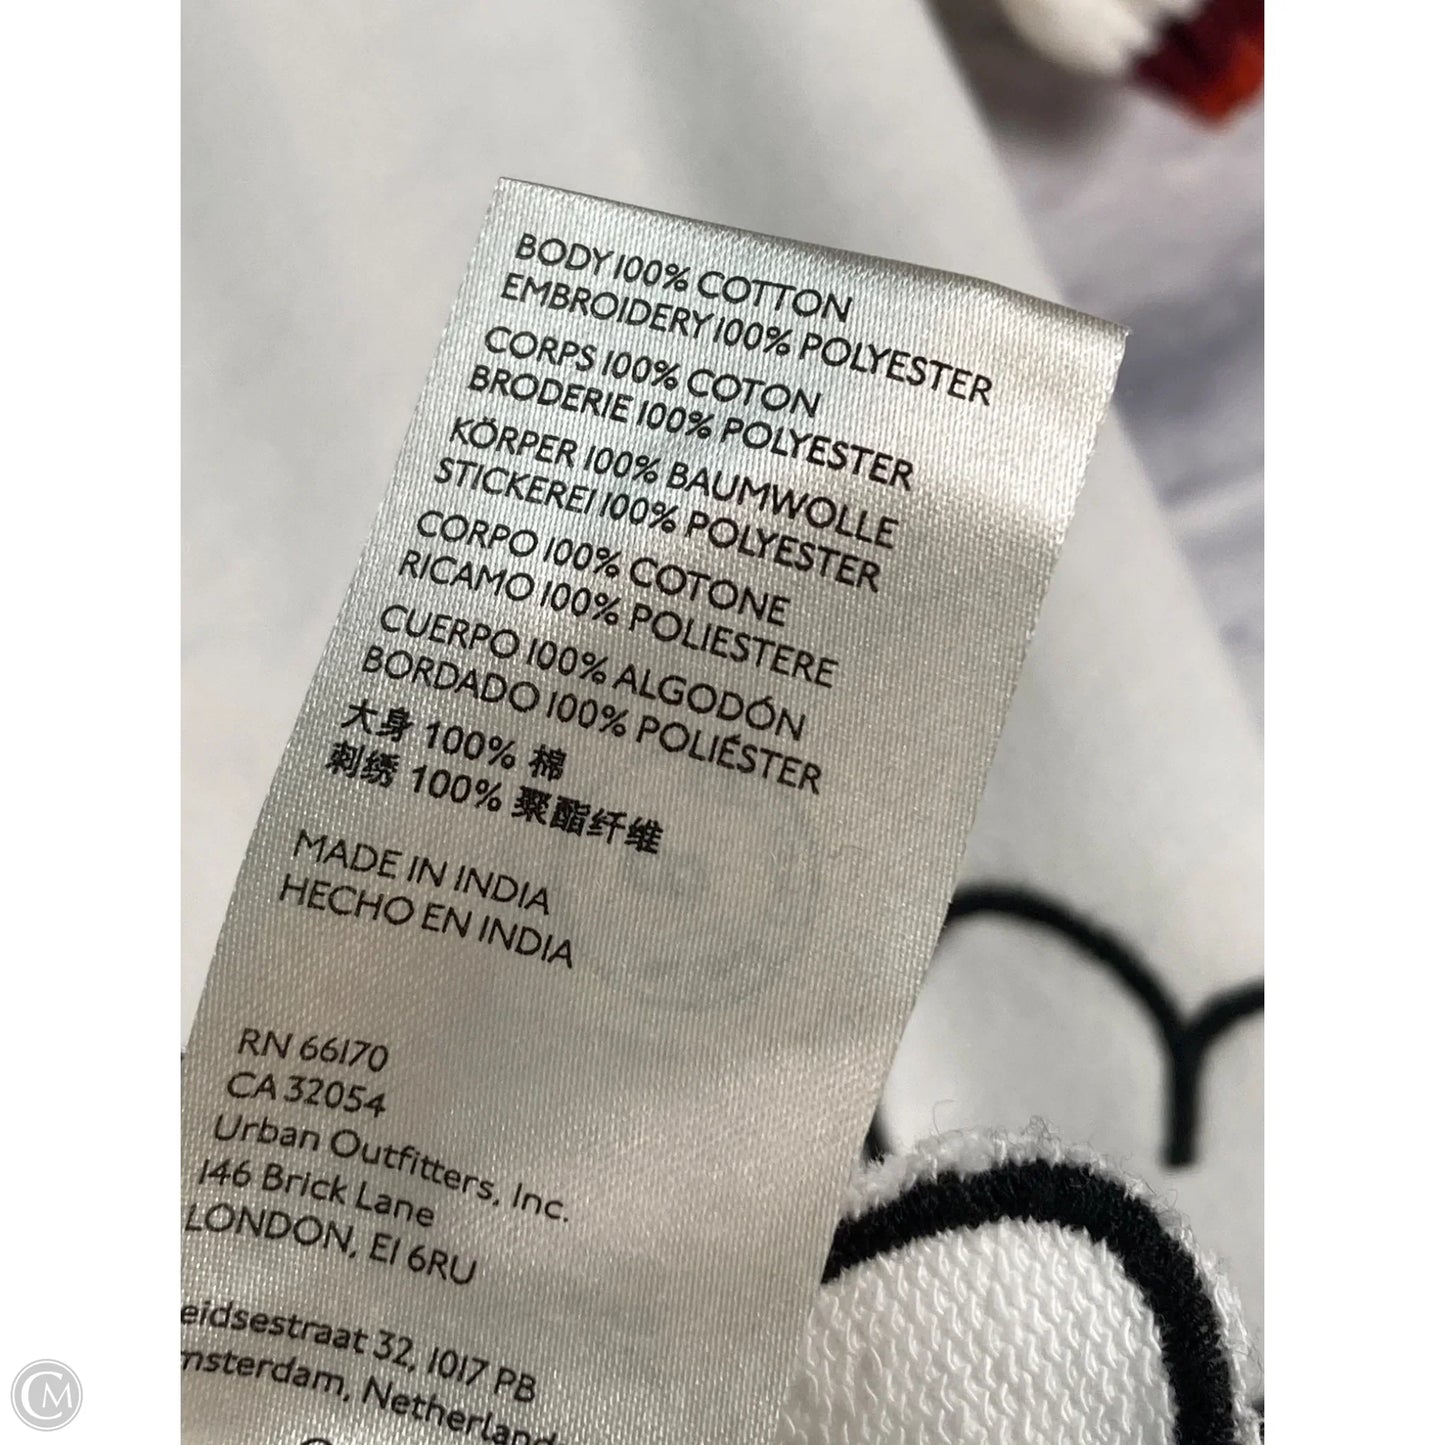 BODY 100% COTTON
EMBROIDERY 100% POLYESTER
CORPS 100% COTON
BRODERIE 100% POLYESTER
KÖRPER 100% BAUMWOLLE
STICKEREI 100% POLYESTER
CORPO 100% COTONE
RICAMO 100% POLIESTERE
CUERPO 100% ALGODÓN
BORDADO 100% POLIÉSTER
大身 100% 棉
刺绣 100% 聚酯纤维
MADE IN INDIA
HECHO EN INDIA
RN 66170
CA 32054
Urban Outfitters, Inc.
146 Brick Lane
LONDON, E1 6RU
eidsestraat 32, 1017 PB
msterdam, Netherland
CM